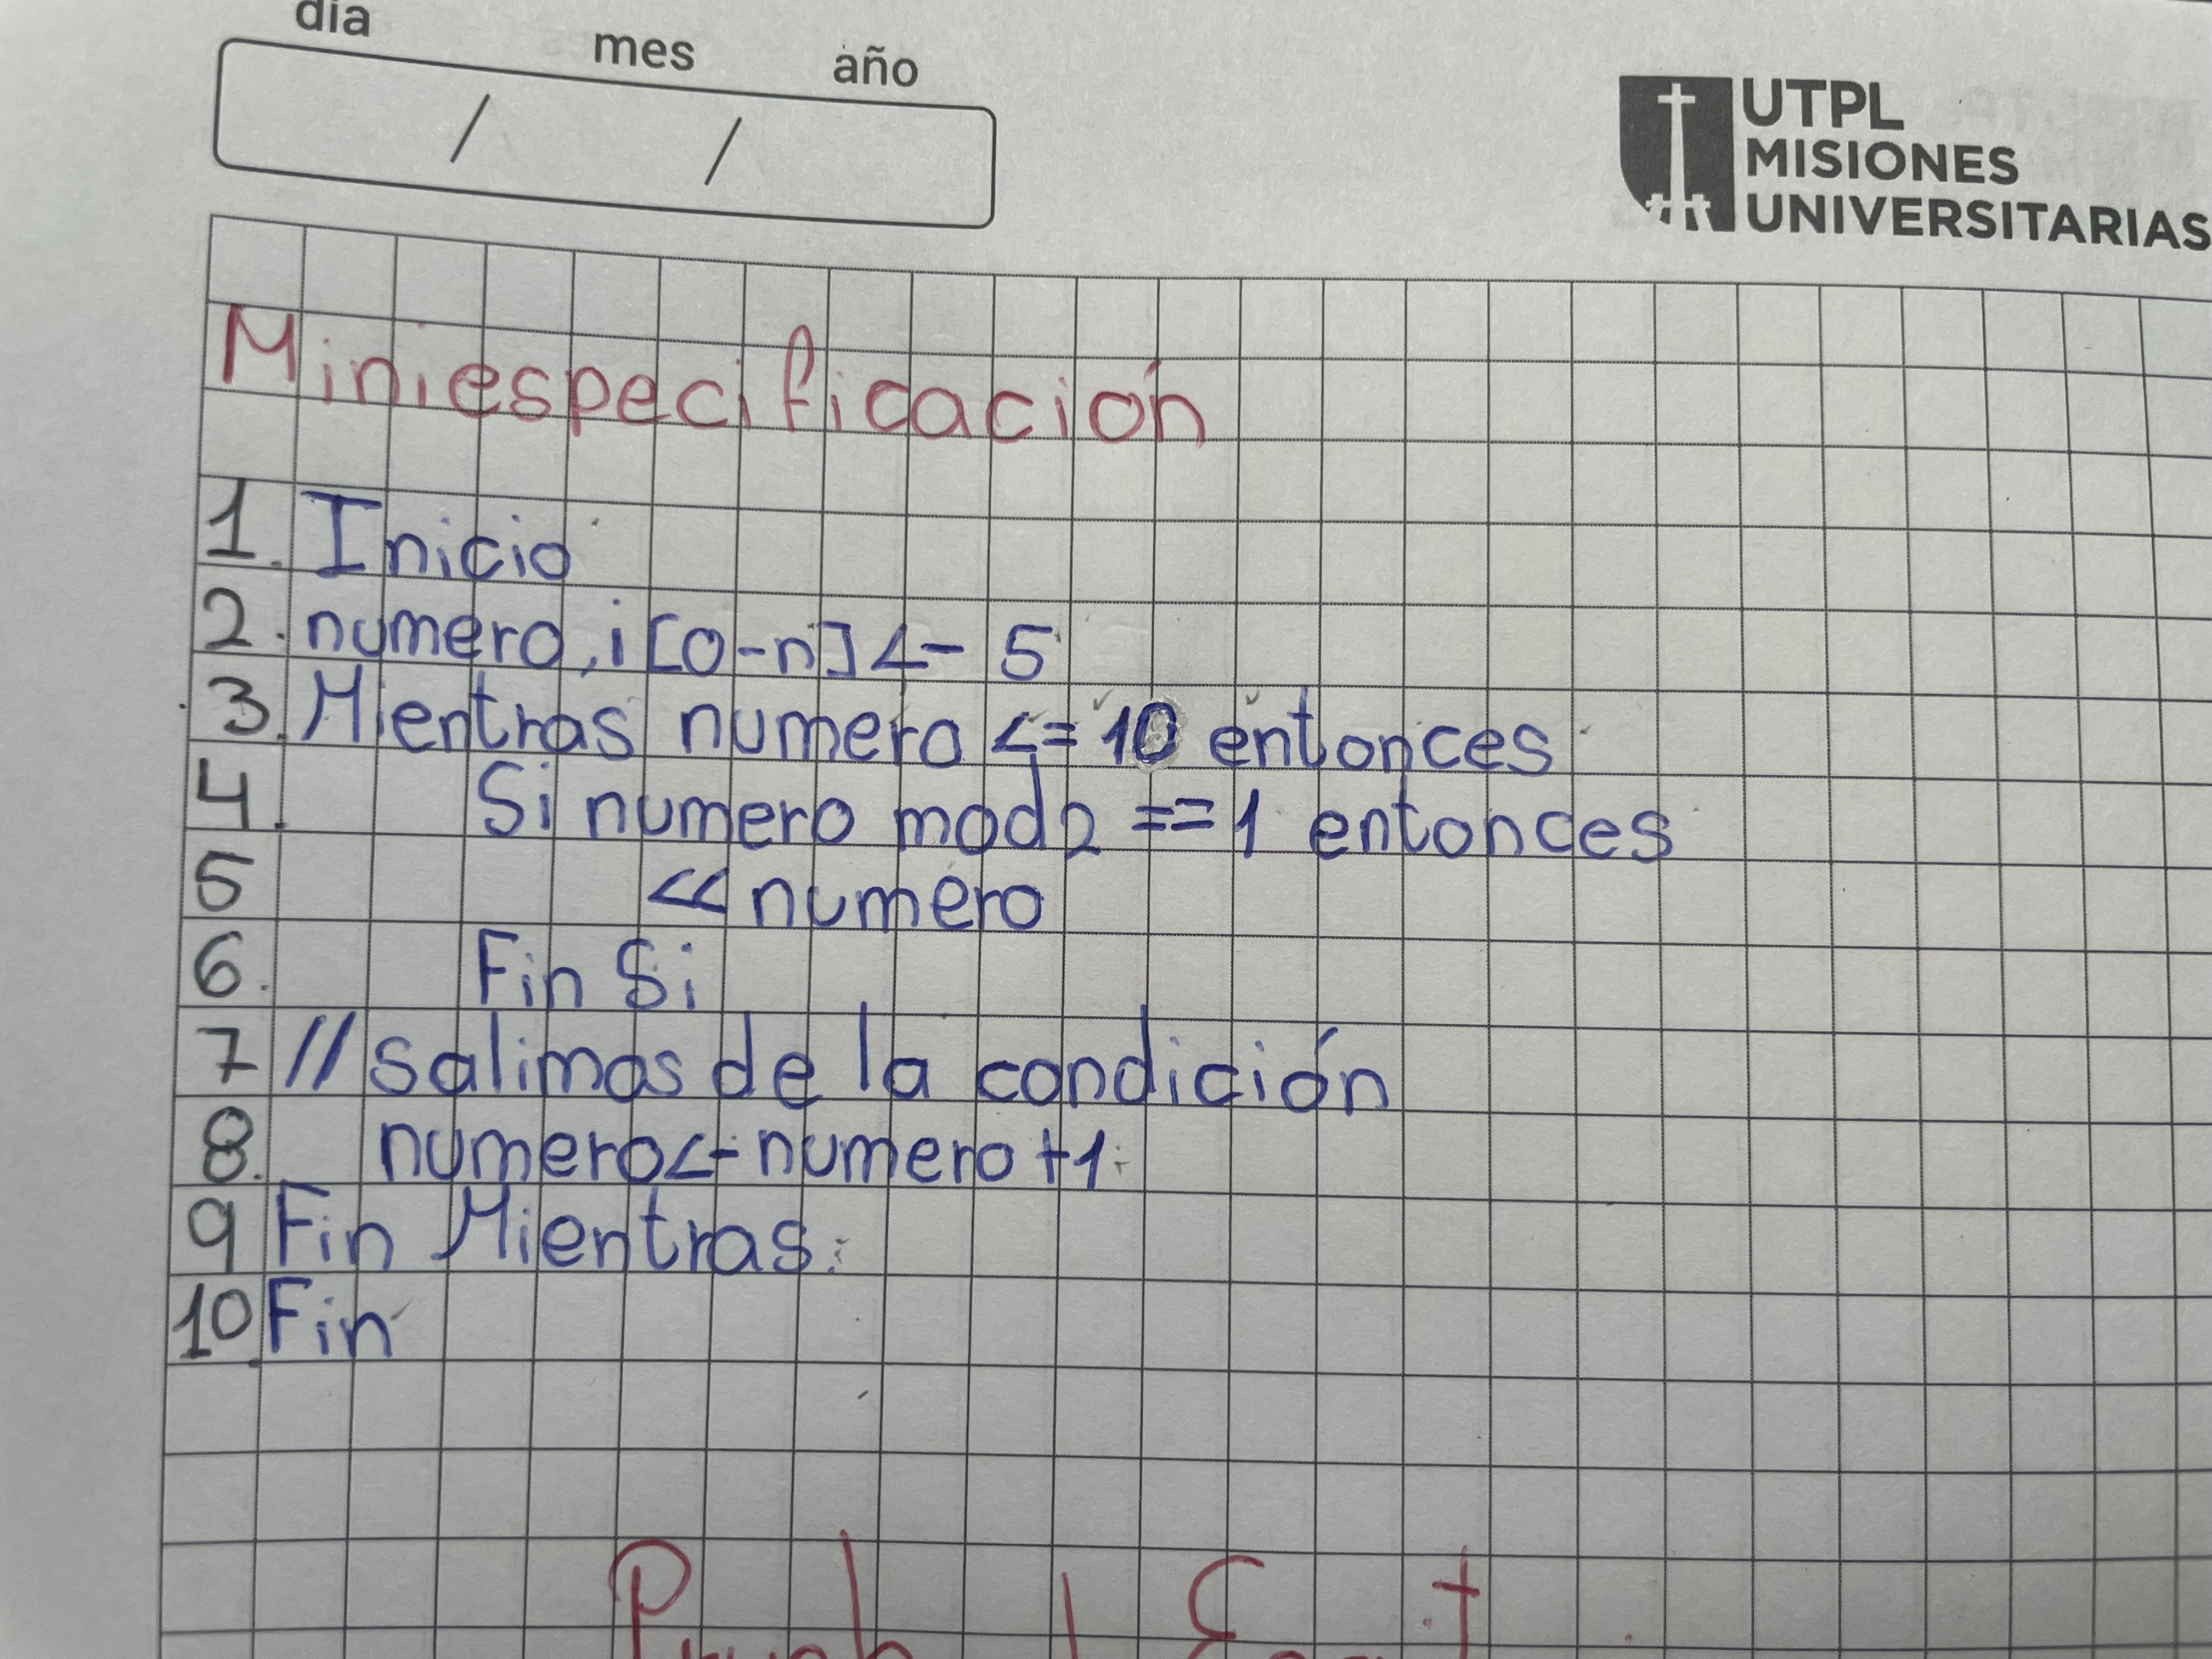 día mes año
/ /
UTPL
MISIONES
UNIVERSITARIAS
Miniespecificación
1. Inicio
2. numero, i [0-n] <- 5
3. Mientras numero <= 10 entonces
4. Si numero mod 2 == 1 entonces
5 << numero
6. Fin Si
7 // salimos de la condición
8. numero <- numero + 1
9 Fin Mientras
10. Fin